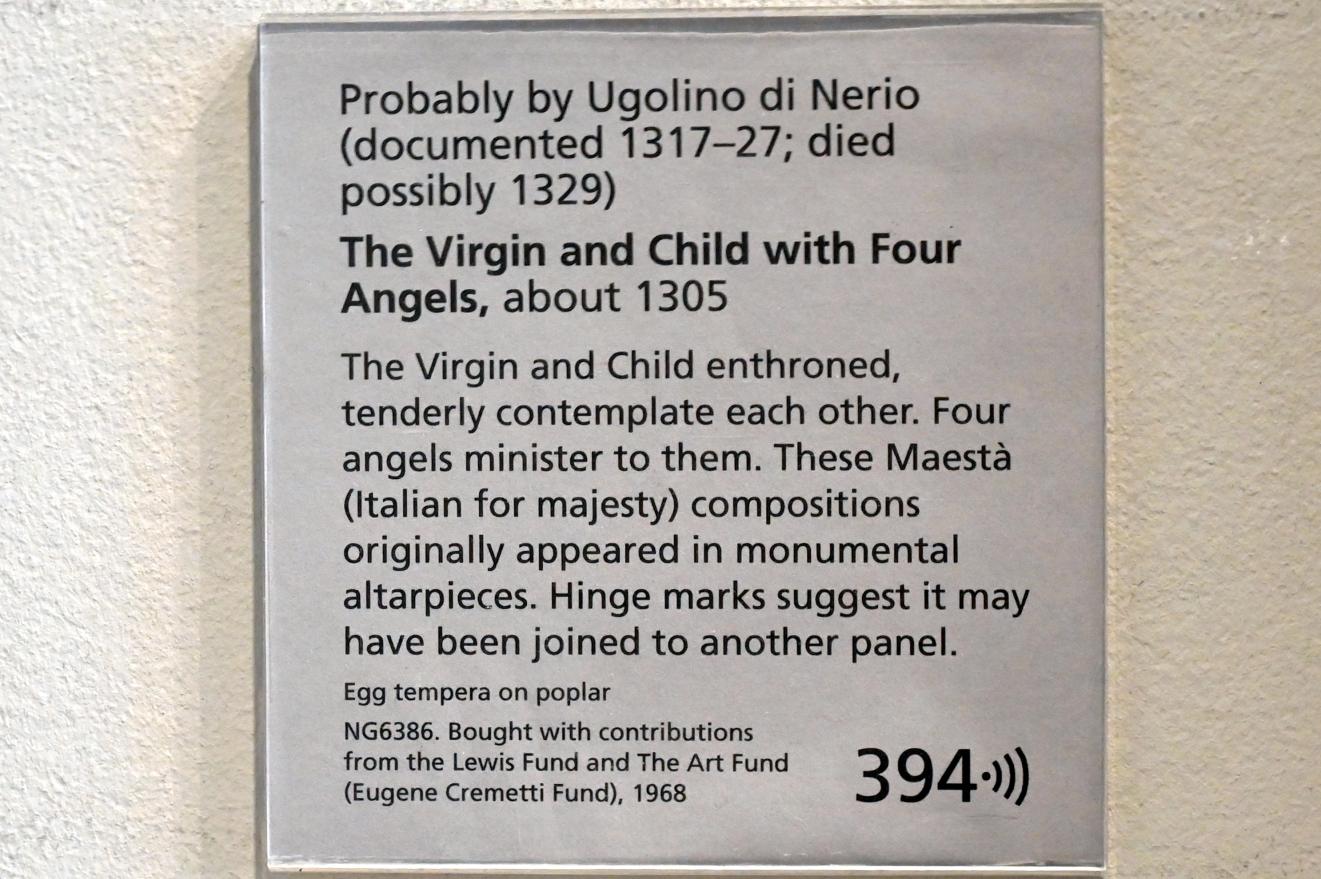 Probably by Ugolino di Nerio
(documented 1317–27; died
possibly 1329)
The Virgin and Child with Four
Angels, about 1305
The Virgin and Child enthroned,
tenderly contemplate each other. Four
angels minister to them. These Maestà
(Italian for majesty) compositions
originally appeared in monumental
altarpieces. Hinge marks suggest it may
have been joined to another panel.
Egg tempera on poplar
NG6386. Bought with contributions
from the Lewis Fund and The Art Fund
(Eugene Cremetti Fund), 1968
394